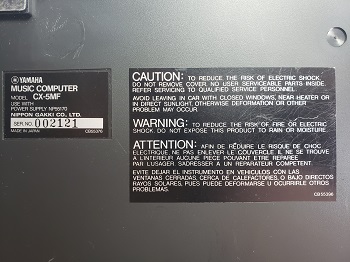 YAMAHA
MUSIC COMPUTER
MODEL CX-5MF
USE WITH
POWER SUPPLY NP55170
NIPPON GAKKI CO., LTD.
SER NO. 002121
MADE IN JAPAN CB55376
CAUTION: TO REDUCE THE RISK OF ELECTRIC SHOCK,
DO NOT REMOVE COVER. NO USER SERVICEABLE PARTS INSIDE.
REFER SERVICING TO QUALIFIED SERVICE PERSONNEL.
AVOID LEAVING IN CAR WITH CLOSED WINDOWS, NEAR HEATER OR
IN DIRECT SUNLIGHT, OTHERWISE DEFORMATION OR OTHER
PROBLEM MAY OCCUR.
WARNING: TO REDUCE THE RISK OF FIRE OR ELECTRIC
SHOCK, DO NOT EXPOSE THIS PRODUCT TO RAIN OR MOISTURE.
ATTENTION: AFIN DE RÉDUIRE LE RISQUE DE CHOC
ELECTRIQUE, NE PAS ENLEVER LE COUVERCLE IL NE SE TROUVE
A L'INTERIEUR AUCUNE PIECE POUVANT ETRE REPARÉE
PAR L'USAGER S'ADRESSER A UN REPARATEUR COMPETENT
EVITE DEJAR EL INSTRUMENTO EN VEHICULOS CON LAS
VENTANAS CERRADAS, CERCA DE CALEFACTORES, O BAJO DIRECTOS
RAYOS SOLARES, PUES PUEDE DEFORMARSE U OCURRIRLE OTROS
PROBLEMAS.
CB55396